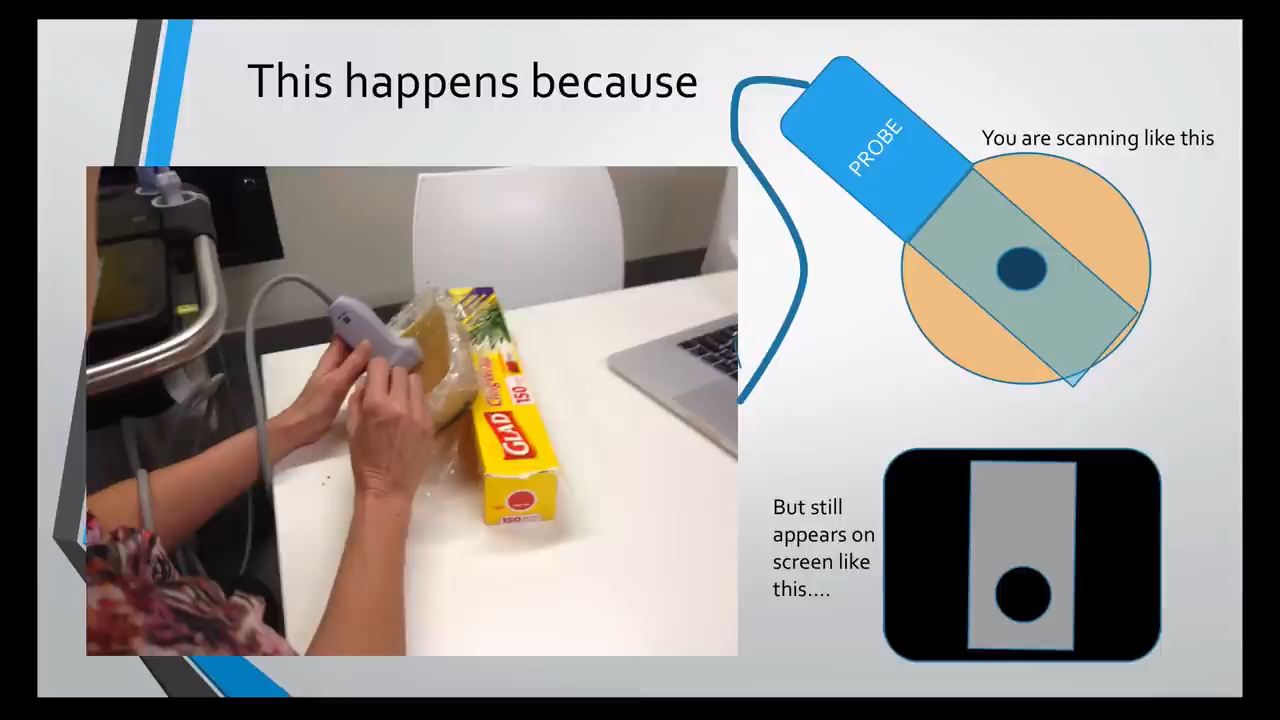 This happens because
PROBE
You are scanning like this
But still
appears on
screen like
this....
GLAD
150
150